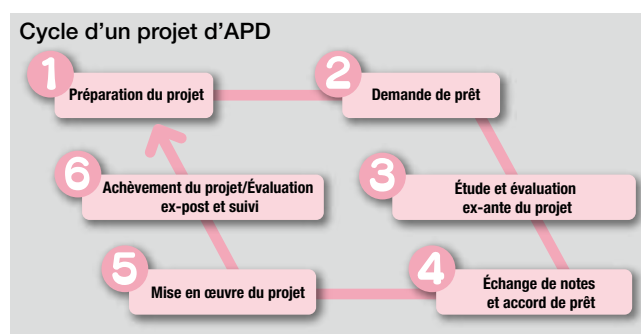 Cycle d'un projet d'APD
1
Préparation du projet
2
Demande de prêt
3
Étude et évaluation
ex-ante du projet
4
Échange de notes
et accord de prêt
5
Mise en œuvre du projet
6
Achèvement du projet/Évaluation
ex-post et suivi